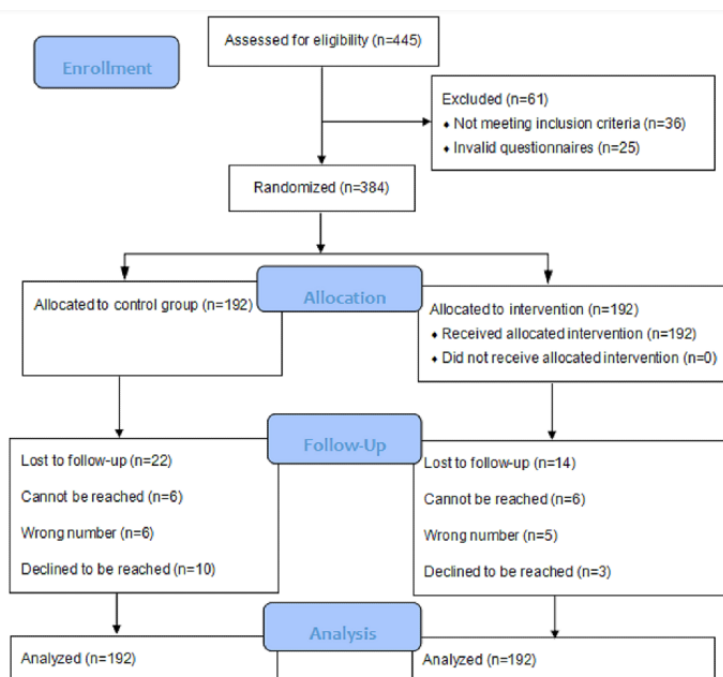 Assessed for eligibility (n=445)
Enrollment
Excluded (n=61)
♦ Not meeting inclusion criteria (n=36)
♦ Invalid questionnaires (n=25)
Randomized (n=384)
Allocation
Allocated to control group (n=192)
Allocated to intervention (n=192)
♦ Received allocated intervention (n=192)
♦ Did not receive allocated intervention (n=0)
Follow-Up
Lost to follow-up (n=22)
Cannot be reached (n=6)
Wrong number (n=6)
Declined to be reached (n=10)
Lost to follow-up (n=14)
Cannot be reached (n=6)
Wrong number (n=5)
Declined to be reached (n=3)
Analysis
Analyzed (n=192)
Analyzed (n=192)